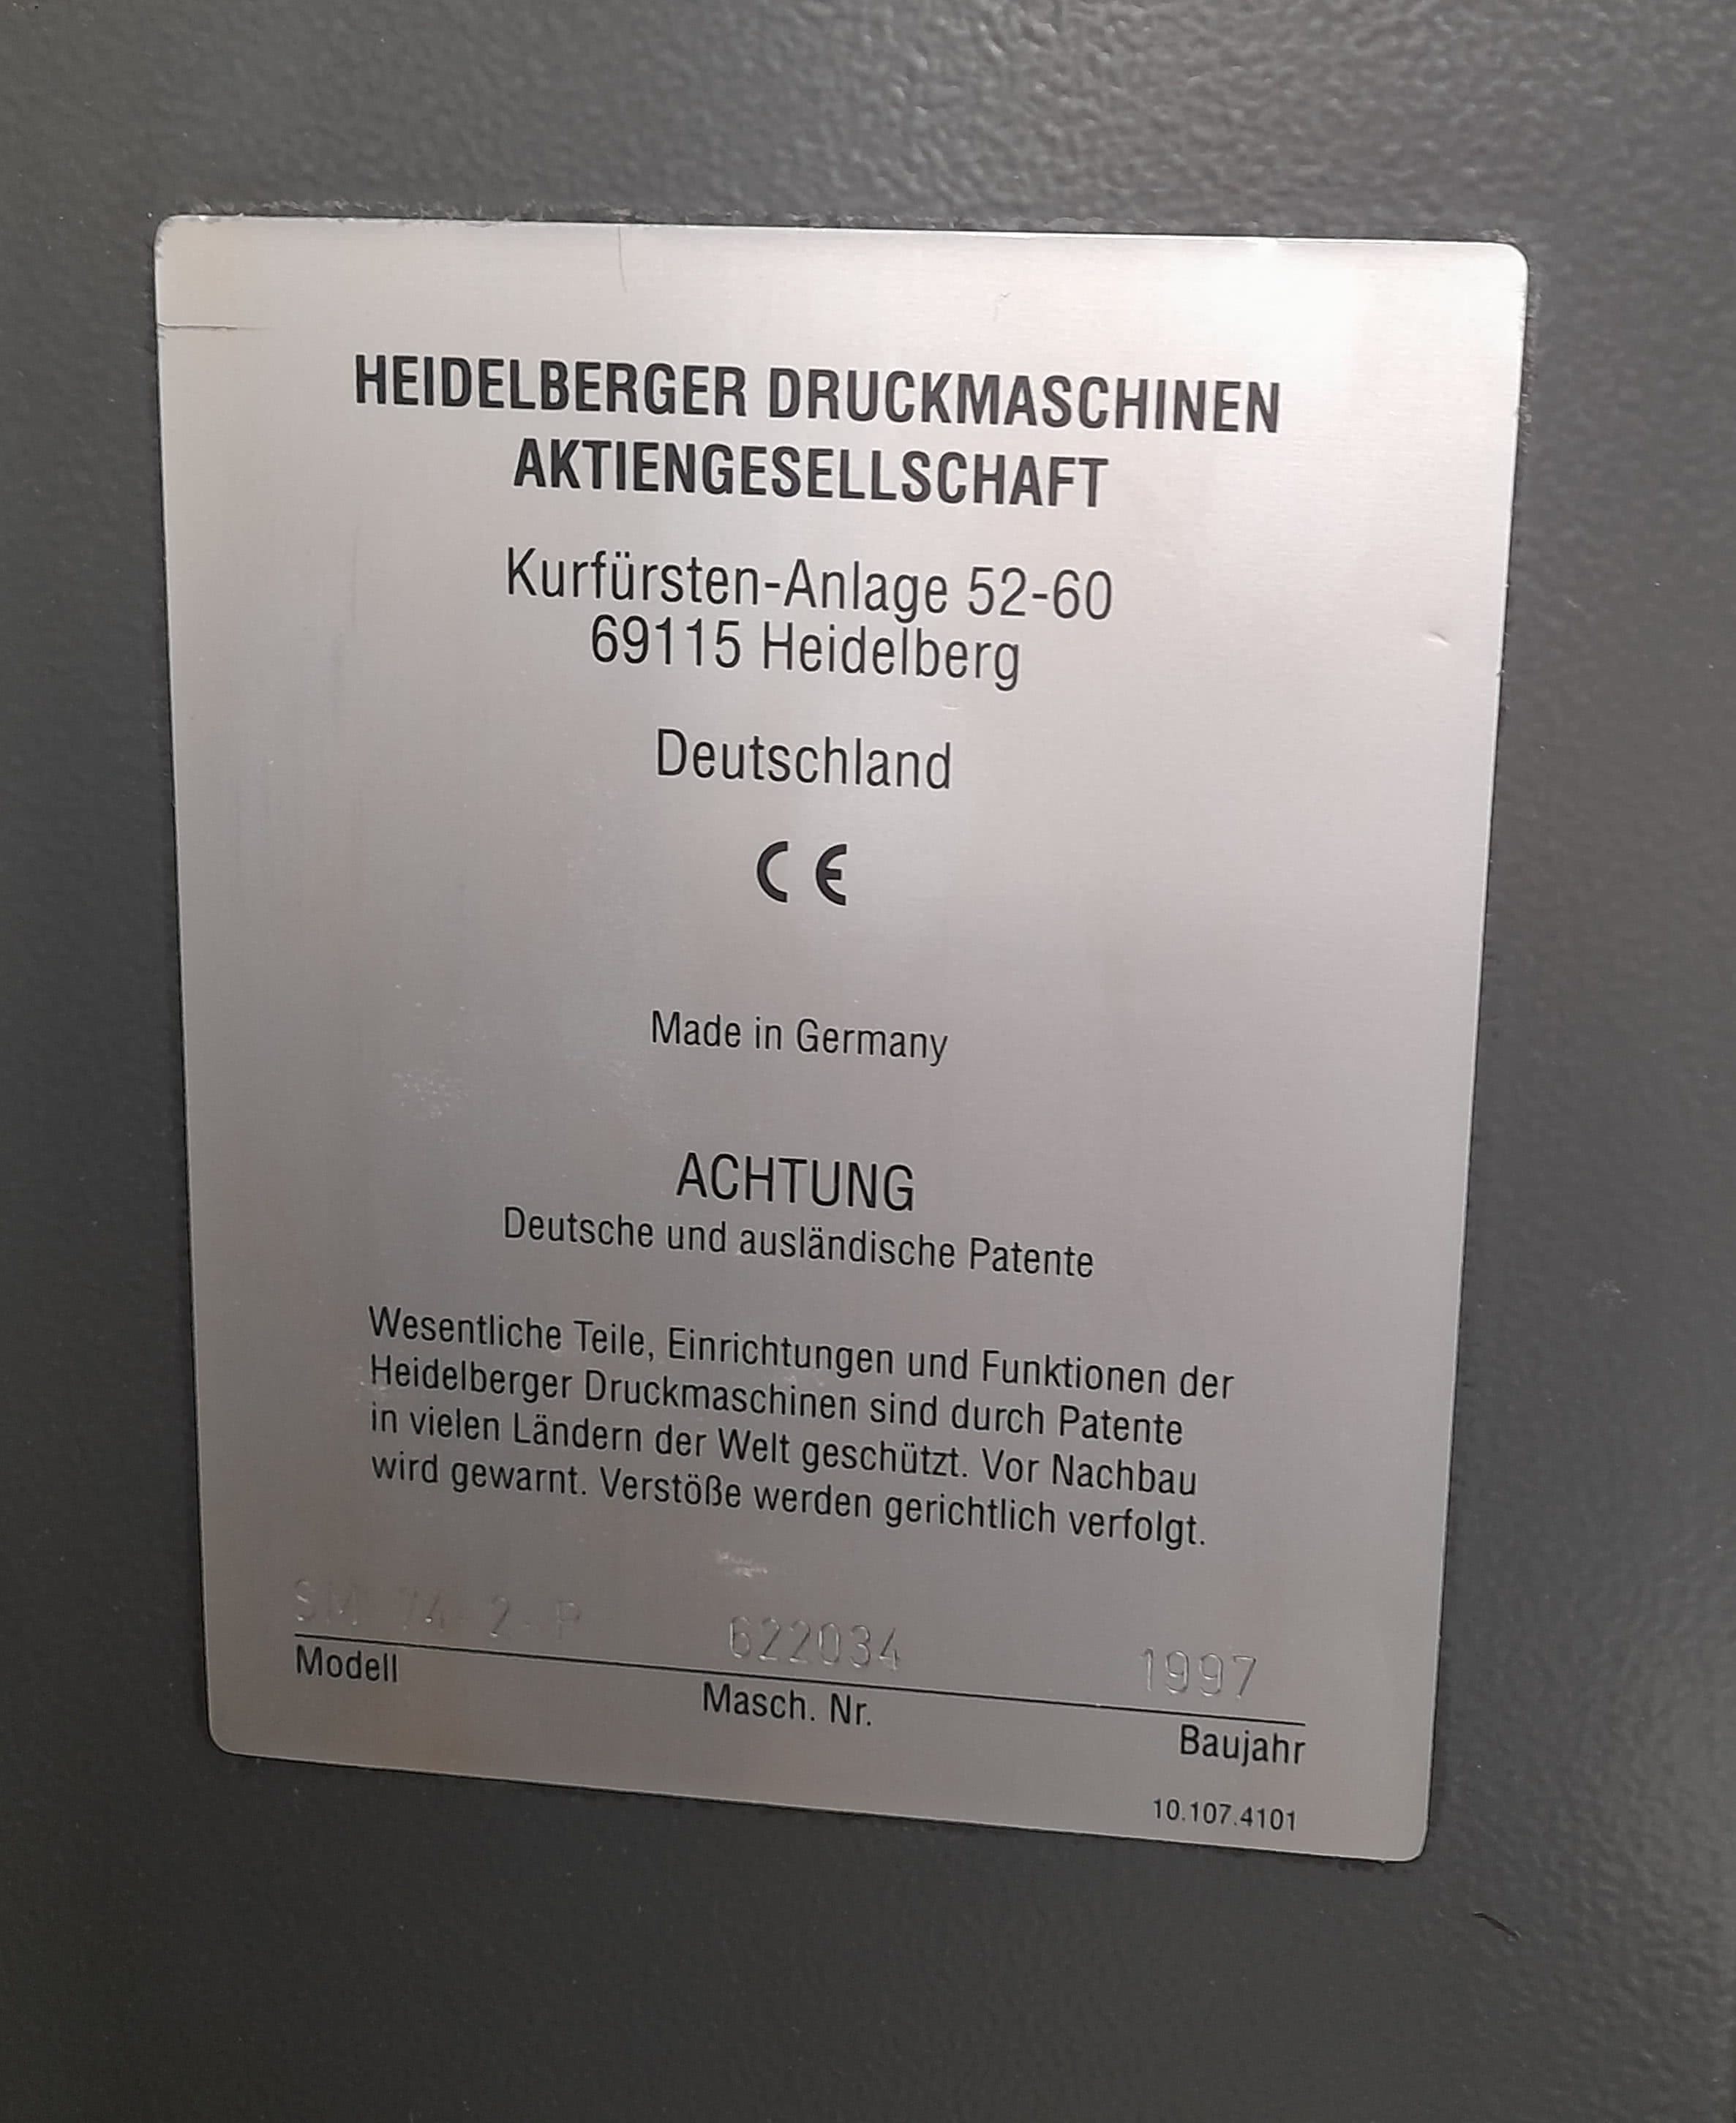 HEIDELBERGER DRUCKMASCHINEN
AKTIENGESELLSCHAFT
Kurfürsten-Anlage 52-60
69115 Heidelberg
Deutschland
CE
Made in Germany
ACHTUNG
Deutsche und ausländische Patente
Wesentliche Teile, Einrichtungen und Funktionen der
Heidelberger Druckmaschinen sind durch Patente
in vielen Ländern der Welt geschützt. Vor Nachbau
wird gewarnt. Verstöße werden gerichtlich verfolgt.
SM 74-2-P 622034 1997
Modell Masch. Nr. Baujahr
10.107.4101